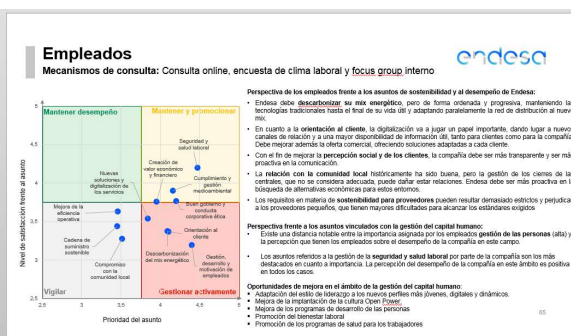 Empleados
endesa
Mecanismos de consulta: Consulta online, encuesta de clima laboral y focus group interno
Nivel de satisfacción frente al asunto
5
4,5
4
3,5
3
2,5
Mantener desempeño
Mantener y promocionar
Seguridad y
salud laboral
Creación de
valor económico
y financiero
Nuevas
soluciones y
digitalización de
los servicios
Cumplimiento y
gestión
medioambiental
Buen gobierno y
conducta
corporativa ética
Mejora de la
eficiencia
operativa
Orientación al
cliente
Cadena de
suministro
sostenible
Descarbonización
del mix energético
Compromiso
con la
comunidad local
Gestión,
desarrollo y
motivación de
empleados
Vigilar
Gestionar activamente
2,5
3
3,5
4
4,5
5
Prioridad del asunto
Perspectiva de los empleados frente a los asuntos de sostenibilidad y al desempeño de Endesa:
• Endesa debe descarbonizar su mix energético, pero de forma ordenada y progresiva, manteniendo la
tecnologías tradicionales hasta el final de su vida útil y adaptando paralelamente la red de distribución al nuev
mix.
• En cuanto a la orientación al cliente, la digitalización va a jugar un papel importante, dando lugar a nuevo
canales de relación y a una mayor disponibilidad de información útil, tanto para clientes como para la compañí
Debe mejorar además la oferta comercial, ofreciendo soluciones adaptadas a cada cliente.
• Con el fin de mejorar la percepción social y de los clientes, la compañía debe ser más transparente y ser má
proactiva en la comunicación.
• La relación con la comunidad local históricamente ha sido buena, pero la gestión de los cierres de la
centrales, que no se considera adecuada, puede dañar estas relaciones. Endesa debe ser más proactiva en l
búsqueda de alternativas económicas para estos entornos.
• Los requisitos en materia de sostenibilidad para proveedores pueden resultar demasiado estrictos y perjudica
a los proveedores pequeños, que tienen mayores dificultades para alcanzar los estándares exigidos
Perspectiva frente a los asuntos vinculados con la gestión del capital humano:
• Existe una distancia notable entre la importancia asignada por los empleados gestión de las personas (alta) y
la percepción que tienen los empleados sobre el desempeño de la compañía en este campo.
• Los asuntos referidos a la gestión de la seguridad y salud laboral por parte de la compañía son los más
destacados en cuanto a importancia. La percepción del desempeño de la compañía en este ámbito es positiva
en todos los casos.
Oportunidades de mejora en el ámbito de la gestión del capital humano:
▪ Adaptación del estilo de liderazgo a los nuevos perfiles más jóvenes, digitales y dinámicos.
▪ Mejora de la implantación de la cultura Open Power.
▪ Mejora de los programas de desarrollo de las personas
▪ Promoción del bienestar laboral
▪ Promoción de los programas de salud para los trabajadores
65